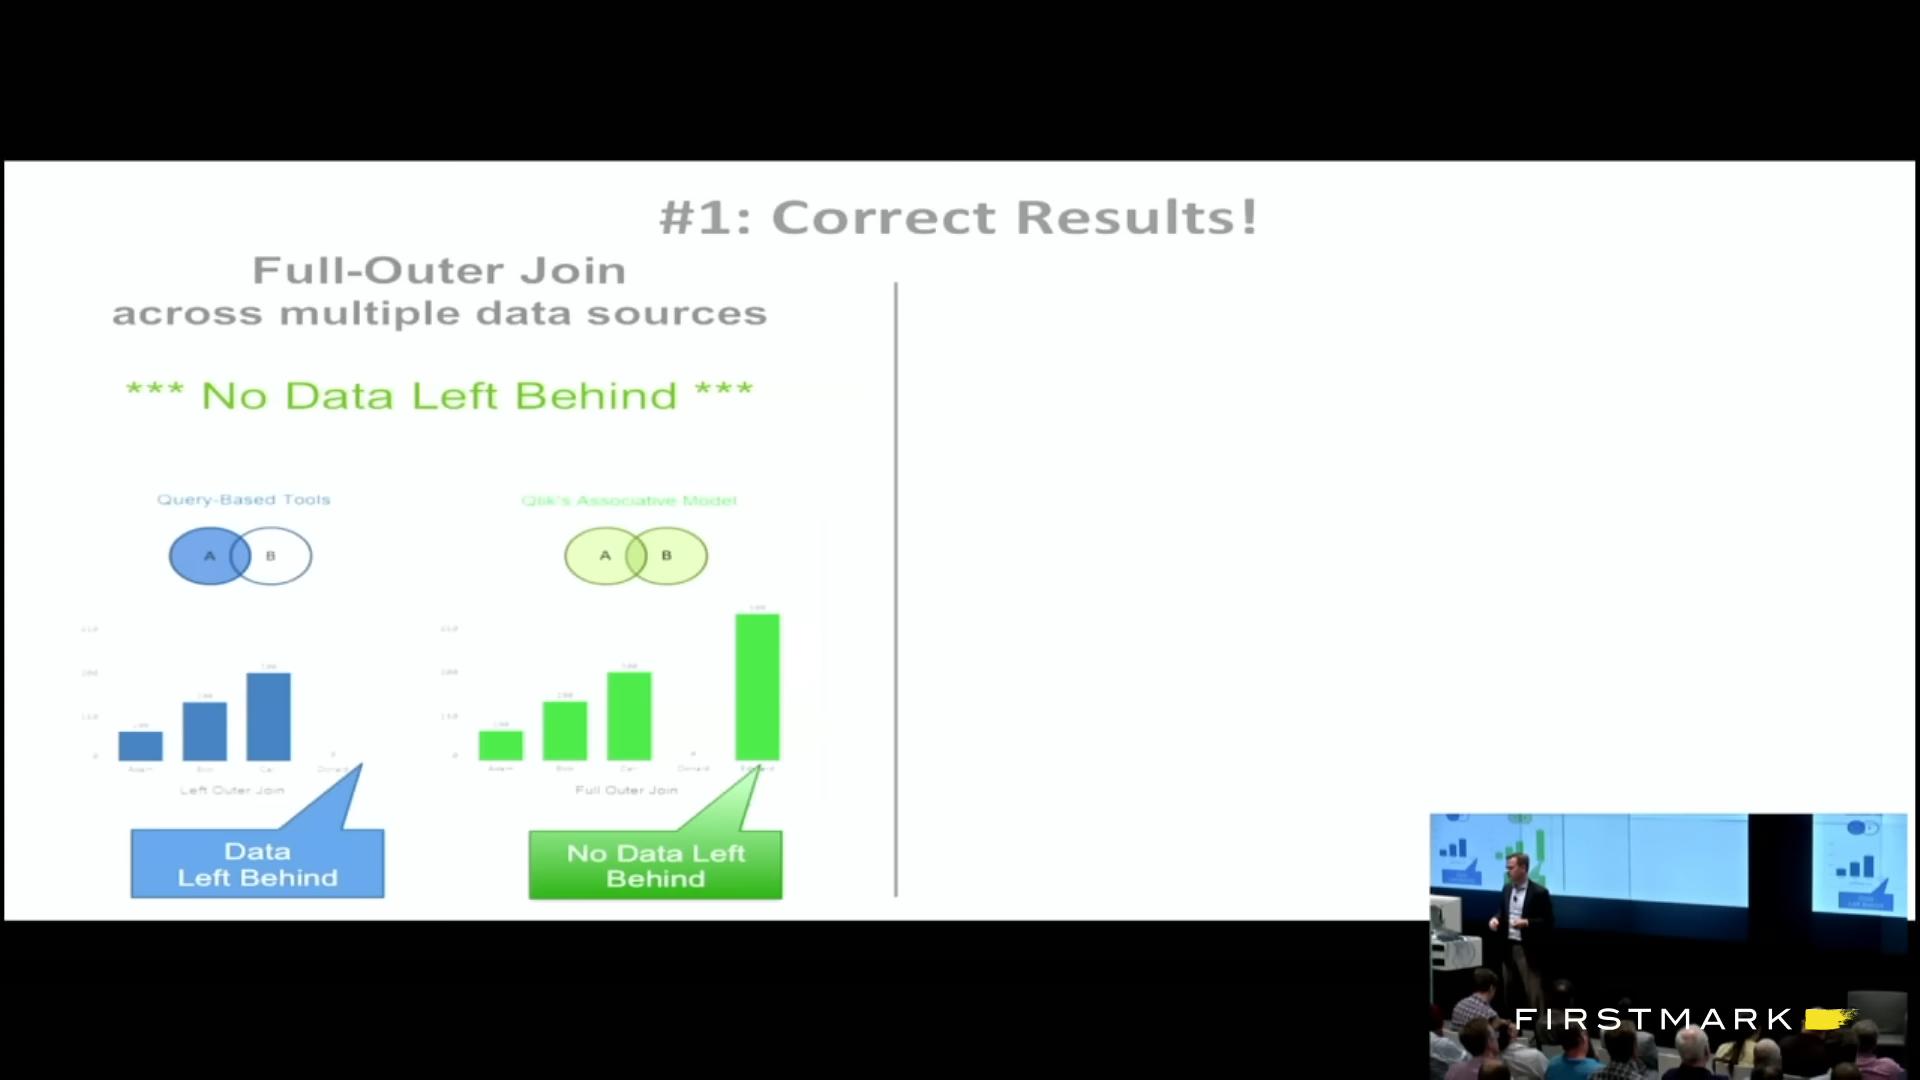 #1: Correct Results!
Full-Outer Join
across multiple data sources
*** No Data Left Behind ***
Query-Based Tools
Qlik's Associative Model
A
B
A
B
Left Outer Join
Full Outer Join
Data
Left Behind
No Data Left
Behind
FIRSTMARK